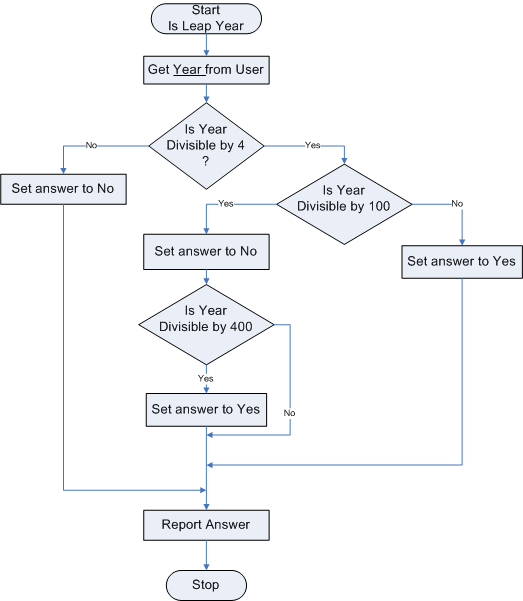 Start
Is Leap Year
Get Year from User
Is Year
Divisible by 4
?
No
Yes
Set answer to No
Is Year
Divisible by 100
Yes
No
Set answer to No
Set answer to Yes
Is Year
Divisible by 400
Yes
No
Set answer to Yes
Report Answer
Stop